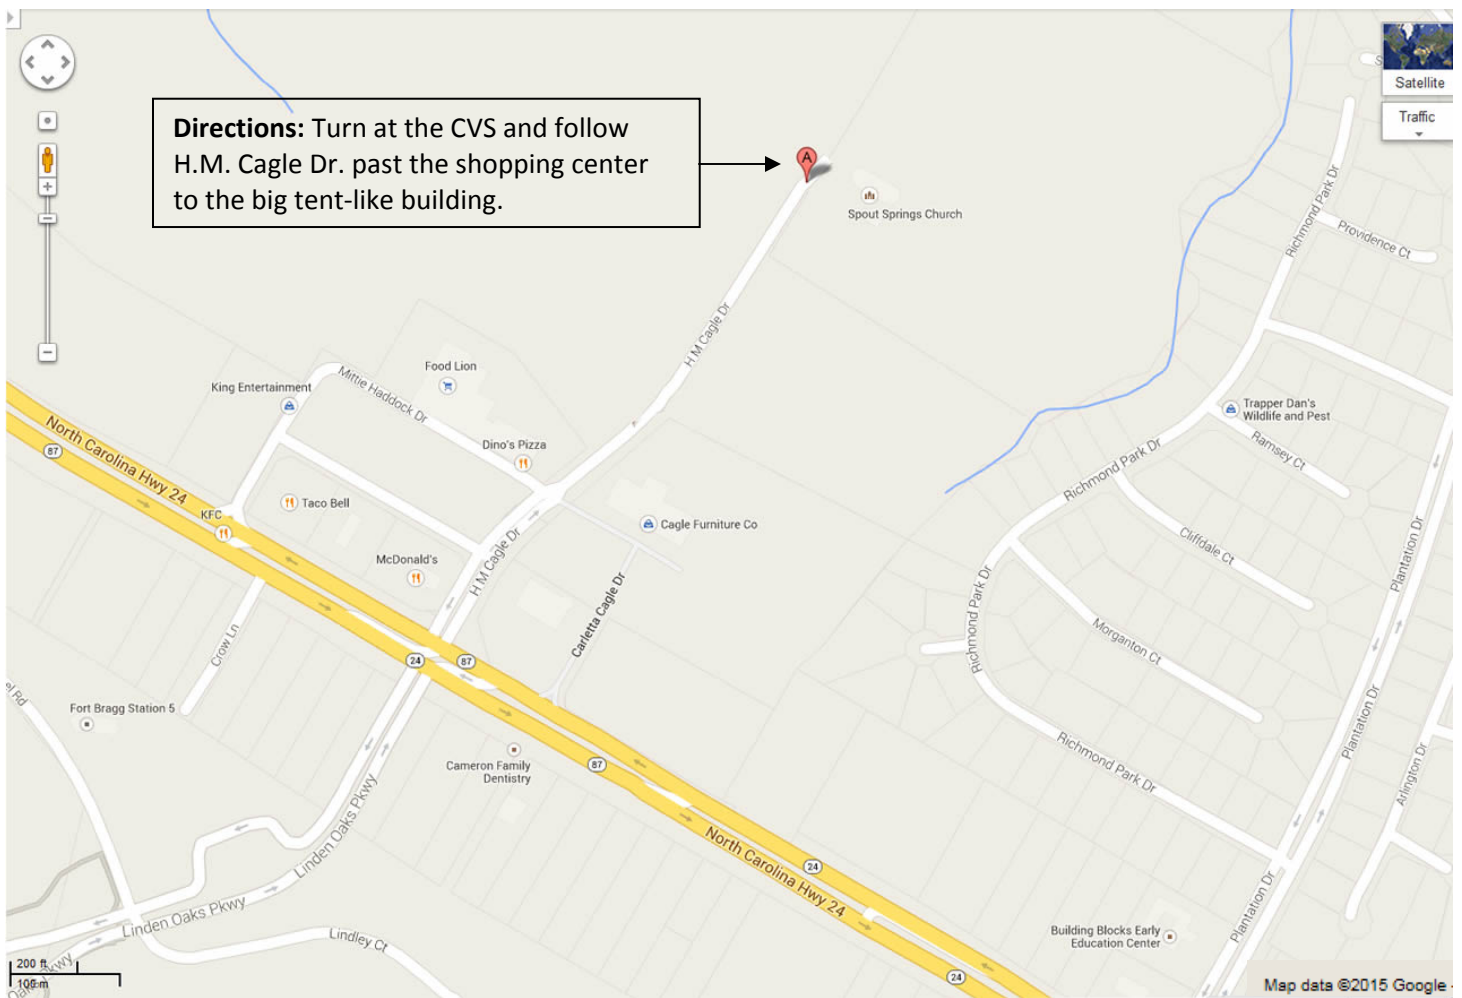 Satellite
Traffic
Directions: Turn at the CVS and follow
H.M. Cagle Dr. past the shopping center
to the big tent-like building.
A
Spout Springs Church
Richmond Park Dr
Providence Ct
H M Cagle Dr
Food Lion
King Entertainment
Mittie Haddock Dr
Trapper Dan's
Wildlife and Pest
Ramsey Ct
North Carolina Hwy 24
87
Dino's Pizza
Richmond Park Dr
Taco Bell
KFC
Cagle Furniture Co
Cliffdale Ct
Plantation Dr
McDonald's
H M Cagle Dr
Carletta Cagle Dr
Richmond Park Dr
Richmond Park Dr
Morganton Ct
Crow Ln
24
87
Fort Bragg Station 5
Plantation Dr
Cameron Family
Dentistry
87
Richmond Park Dr
Arlington Dr
Linden Oaks Pkwy
North Carolina Hwy 24
24
Plantation Dr
Linden Oaks Pkwy
Lindley Ct
Building Blocks Early
Education Center
200 ft
100 m
24
Map data ©2015 Google